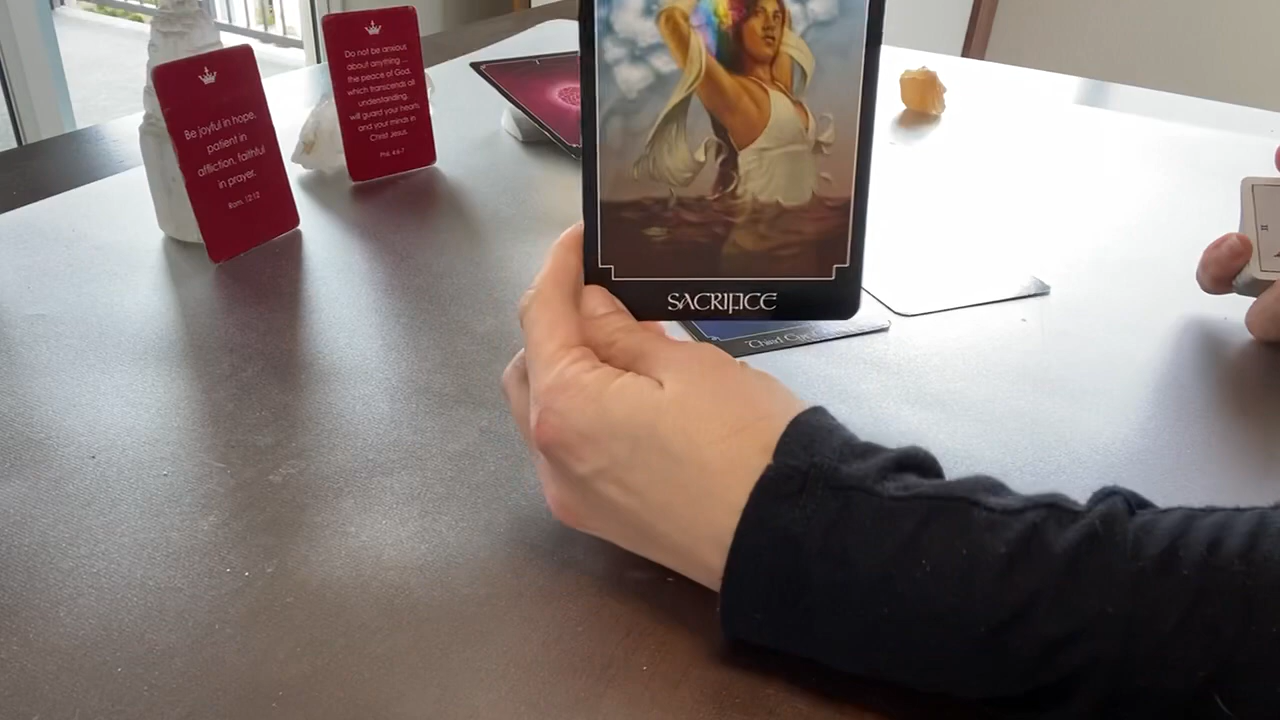 Be joyful in hope,
patient in
affliction, faithful
in prayer.
Rom. 12:12
Do not be anxious
about anything ...
the peace of God,
which transcends all
understanding,
will guard your hearts
and your minds in
Christ Jesus.
Phil. 4:6-7
SACRIFICE
Third